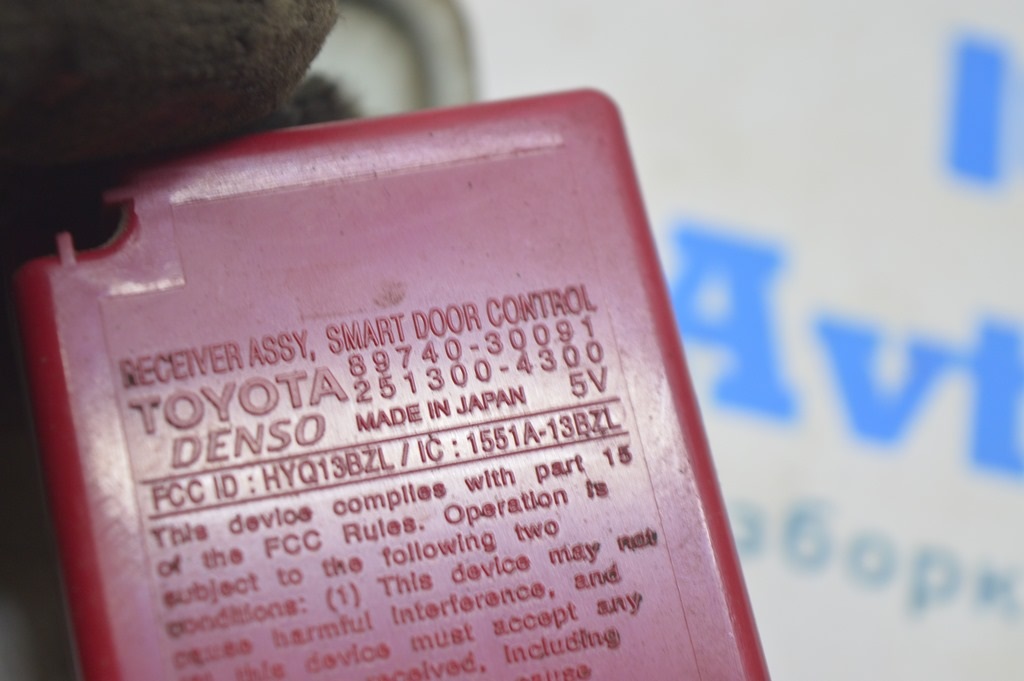 RECEIVER ASSY, SMART DOOR CONTROL
TOYOTA 89740-30091
251300-4300
DENSO MADE IN JAPAN 5V
FCC ID : HYQ13BZL / IC : 1551A-13BZL
This device complies with part 15
of the FCC Rules. Operation is
subject to the following two
conditions: (1) This device may not
cause harmful interference, and
this device must accept any
received, including
cause
Avt